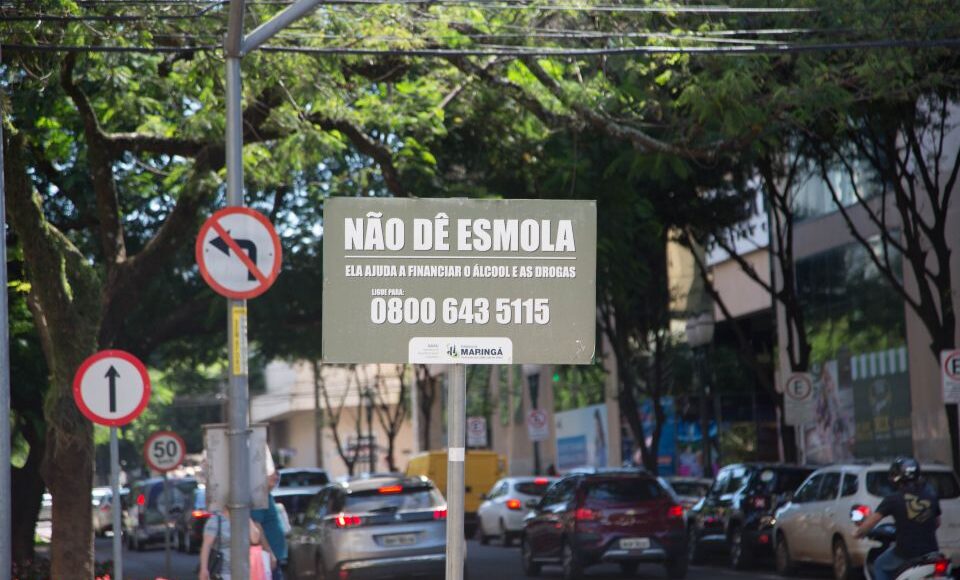 NÃO DÊ ESMOLA
ELA AJUDA A FINANCIAR O ÁLCOOL E AS DROGAS
LIGUE PARA:
0800 643 5115
MARINGÁ
50
E
E